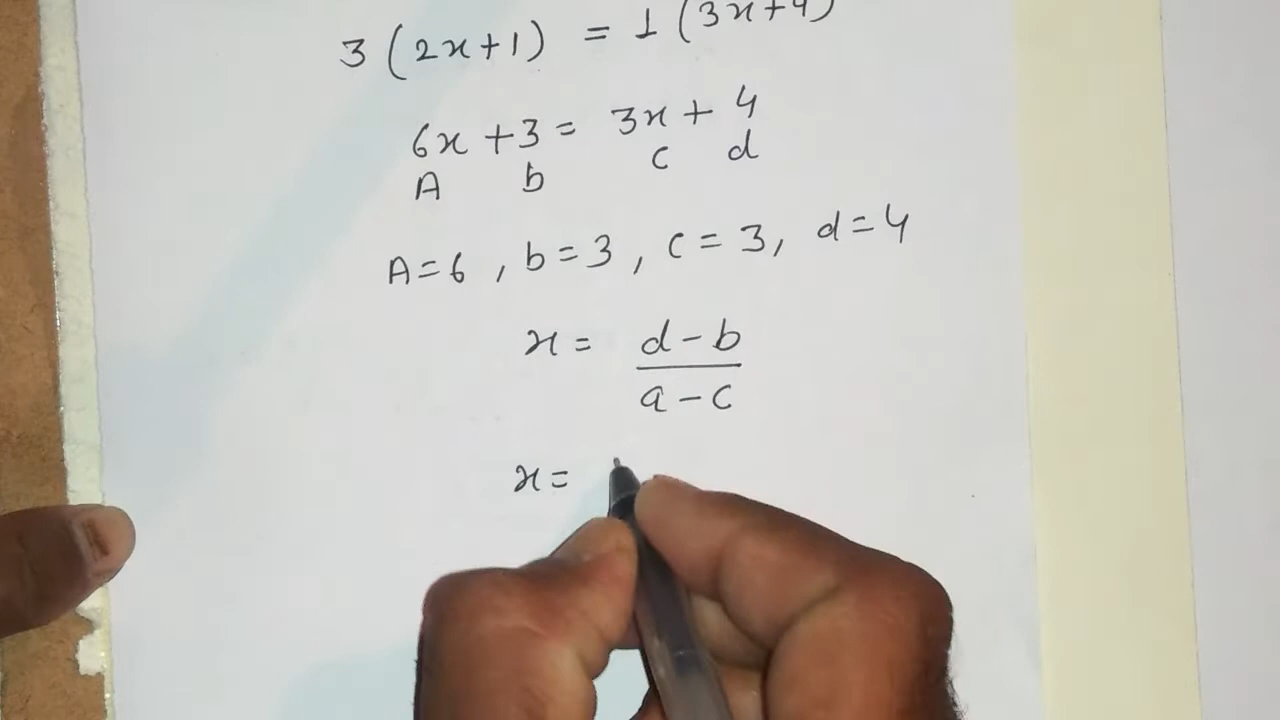 3 (2x+1) = 1 (3x+4)
6x + 3 = 3x + 4
A b c d
A = 6 , b = 3 , c = 3, d = 4
x = d - b / a - c
x =